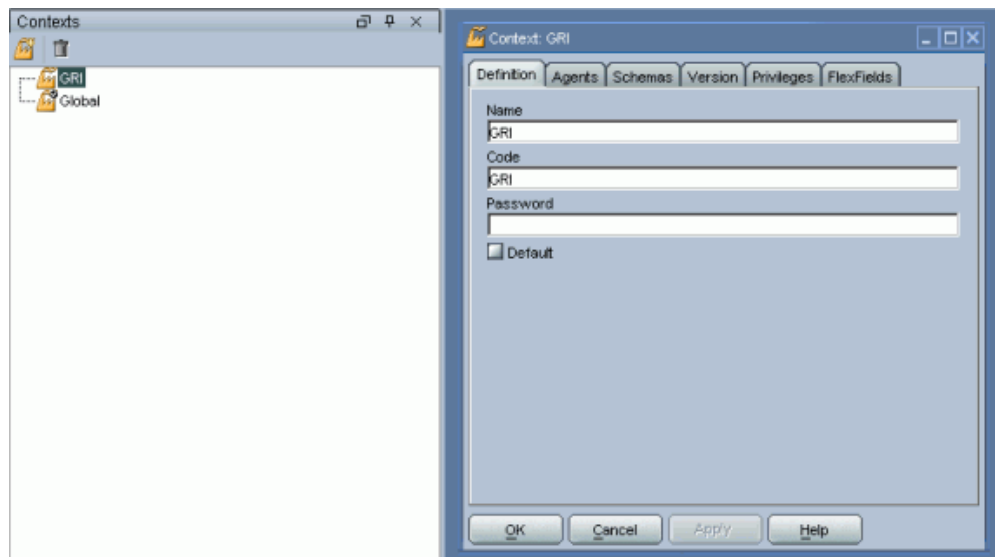 Contexts
GRI
Global
Context: GRI
Definition Agents Schemas Version Privileges FlexFields
Name
GRI
Code
GRI
Password
Default
OK Cancel Apply Help